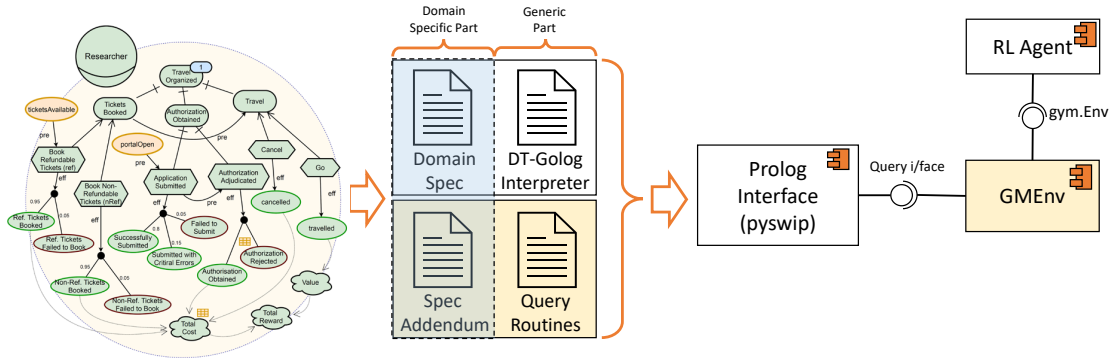 Researcher
1
Travel
Organized
ticketsAvailable
Tickets
Booked
Authorization
Obtained
Travel
pre
portalOpen
pre
pre
Book
Refundable
Tickets (ref)
Book Non-
Refundable
Tickets (nRef)
Application
Submitted
Authorization
Adjudicated
Cancel
Go
eff
eff
eff
pre
eff
eff
eff
0.95
0.05
Ref. Tickets
Booked
Ref. Tickets
Failed to Book
0.05
0.8
0.15
Failed to
Submit
Successfully
Submitted
Submitted with
Critiral Errors
cancelled
travelled
Authorisation
Obtained
Authorization
Rejected
0.95
0.05
Non-Ref. Tickets
Booked
Non-Ref. Tickets
Failed to Book
Value
Total
Cost
Total
Reward
Domain
Specific Part
Generic
Part
Domain
Spec
DT-Golog
Interpreter
Spec
Addendum
Query
Routines
Prolog
Interface
(pyswip)
Query i/face
RL Agent
gym.Env
GMEnv